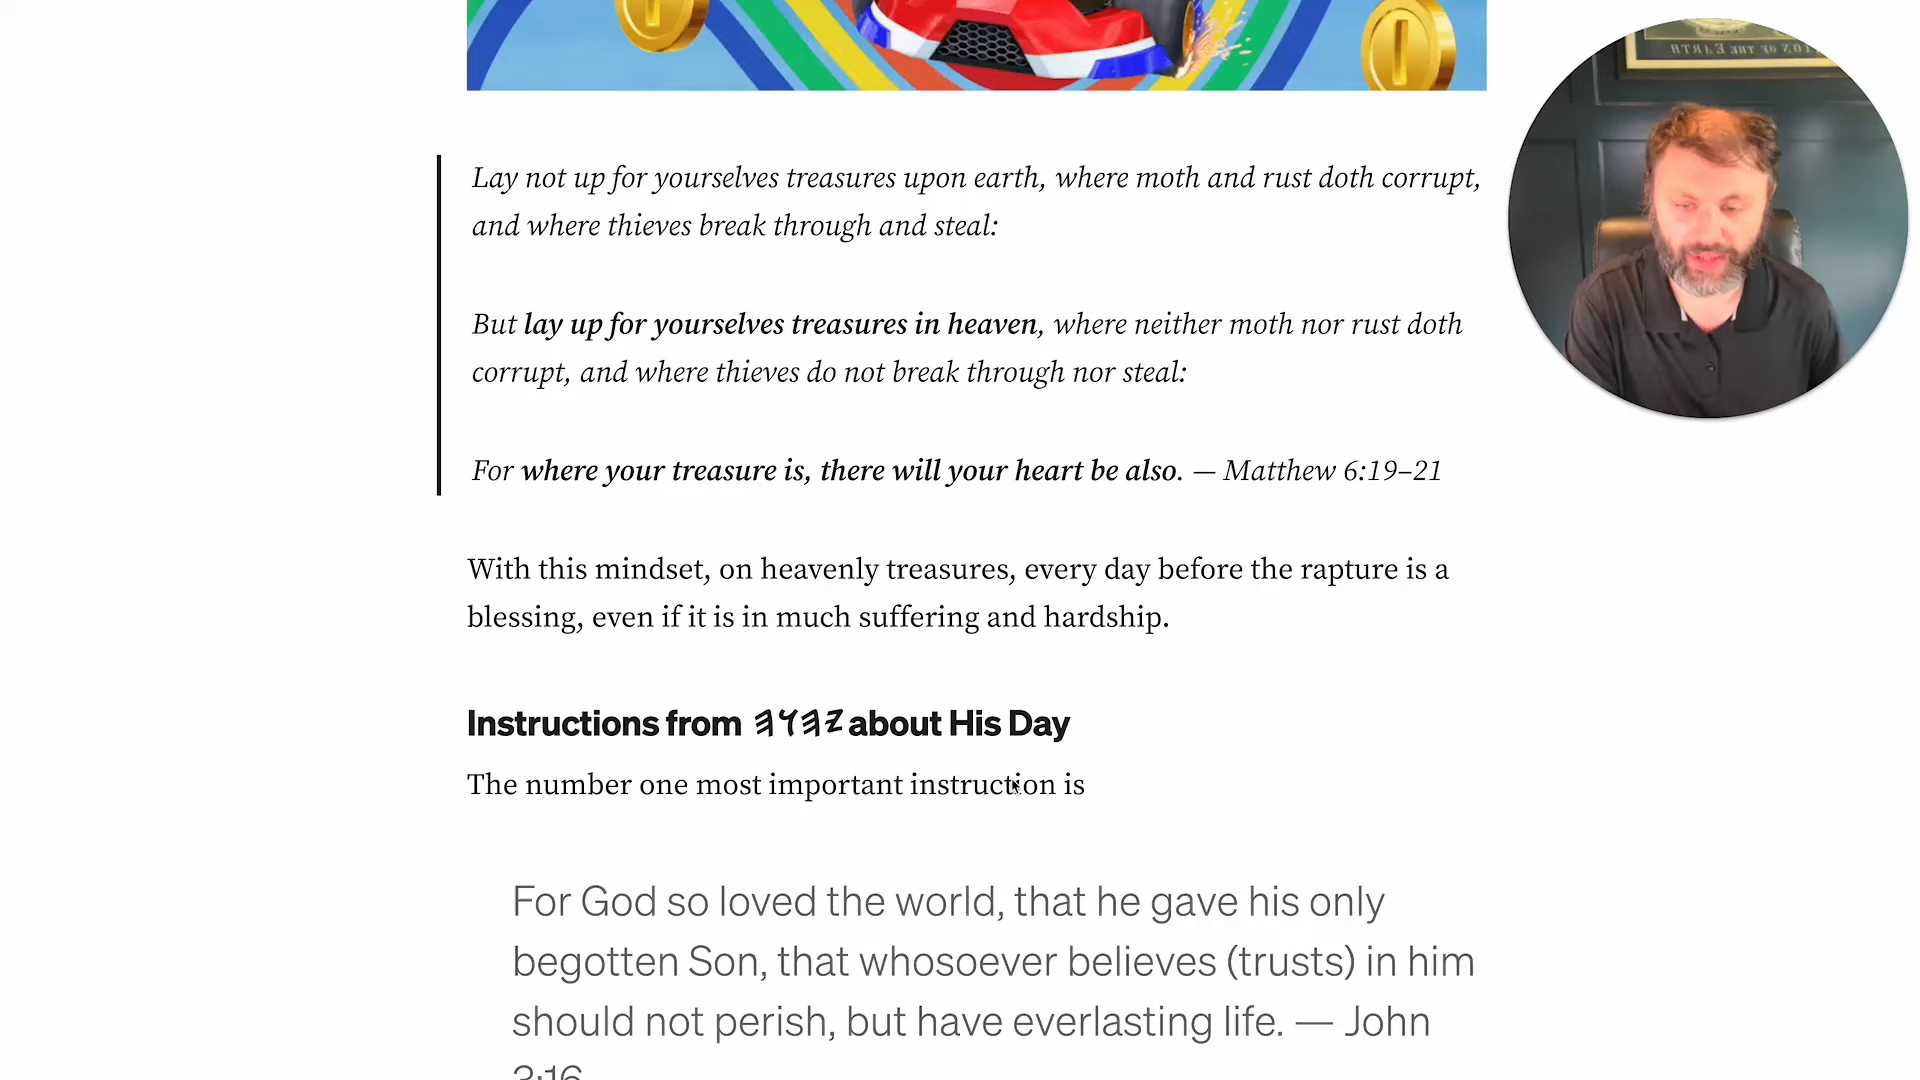 Lay not up for yourselves treasures upon earth, where moth and rust doth corrupt,
and where thieves break through and steal:
But lay up for yourselves treasures in heaven, where neither moth nor rust doth
corrupt, and where thieves do not break through nor steal:
For where your treasure is, there will your heart be also. — Matthew 6:19–21
With this mindset, on heavenly treasures, every day before the rapture is a
blessing, even if it is in much suffering and hardship.
Instructions from 𐤉𐤄𐤅𐤄 about His Day
The number one most important instruction is
For God so loved the world, that he gave his only
begotten Son, that whosoever believes (trusts) in him
should not perish, but have everlasting life. — John
3:16